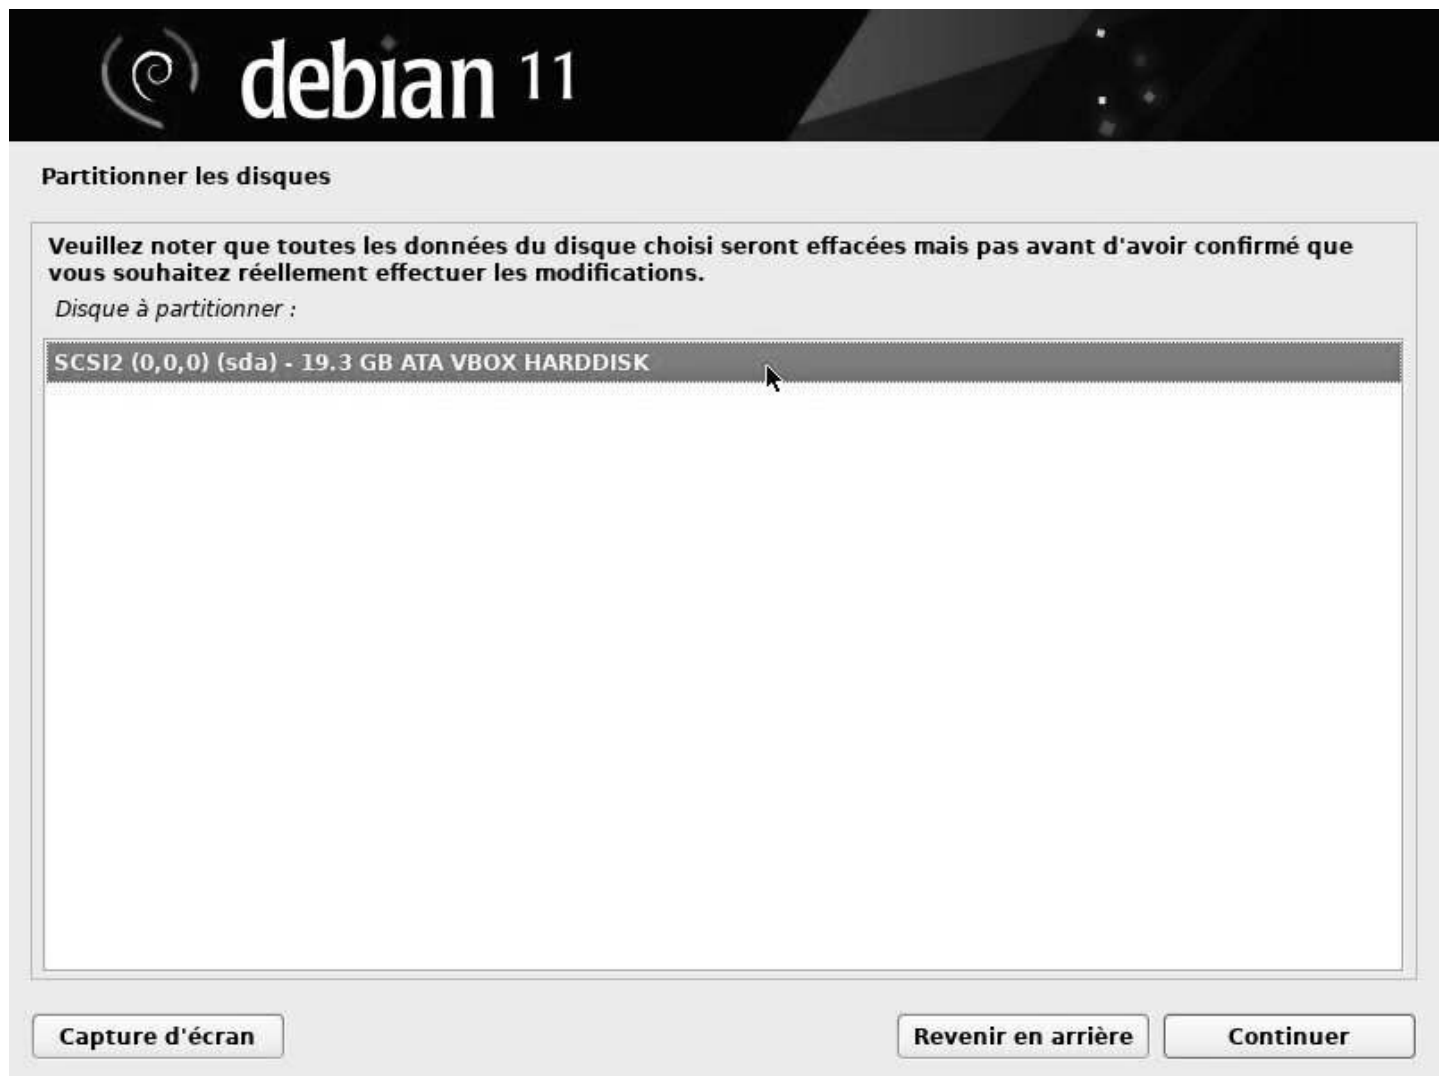 debian 11
Partitionner les disques
Veuillez noter que toutes les données du disque choisi seront effacées mais pas avant d'avoir confirmé que
vous souhaitez réellement effectuer les modifications.
Disque à partitionner :
SCSI2 (0,0,0) (sda) - 19.3 GB ATA VBOX HARDDISK
Capture d'écran
Revenir en arrière
Continuer